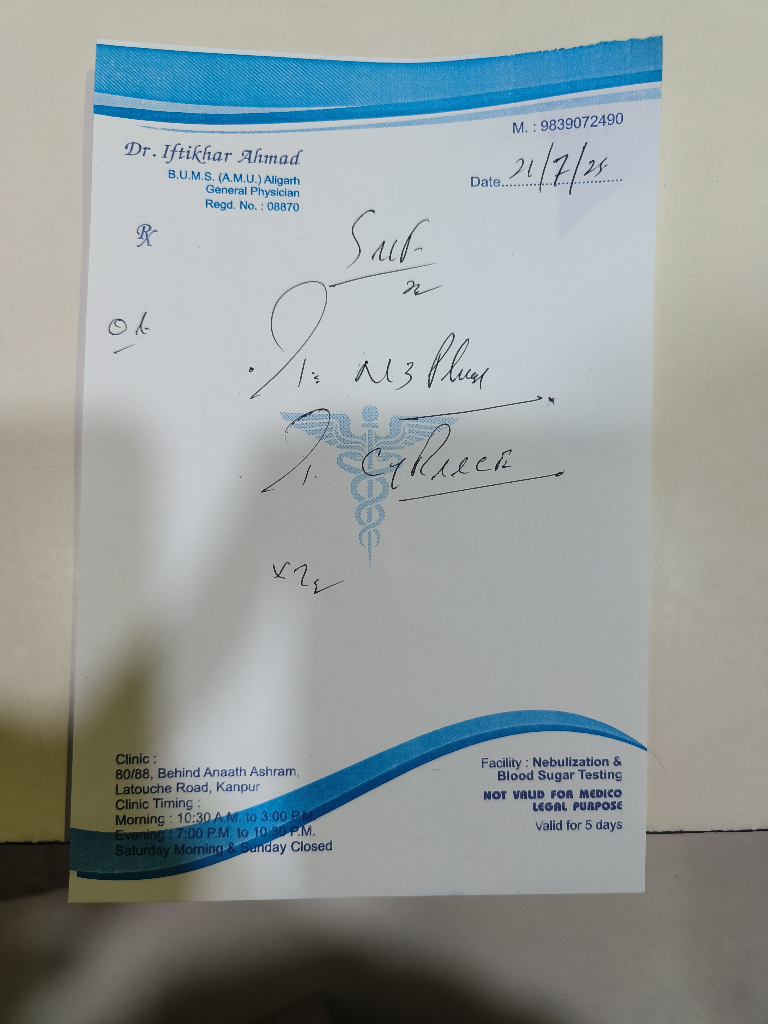 M. : 9839072490
Dr. Iftikhar Ahmad
B.U.M.S. (A.M.U.) Aligarh
General Physician
Regd. No. : 08870
Date 21/7/25
Rx
N3 Plus
Clinic :
80/88, Behind Anaath Ashram,
Latouche Road, Kanpur
Clinic Timing :
Morning : 10:30 A.M. to 3:00 P.M.
Evening : 7:00 P.M. to 10:30 P.M.
Saturday Morning & Sunday Closed
Facility : Nebulization &
Blood Sugar Testing
NOT VALID FOR MEDICO
LEGAL PURPOSE
Valid for 5 days